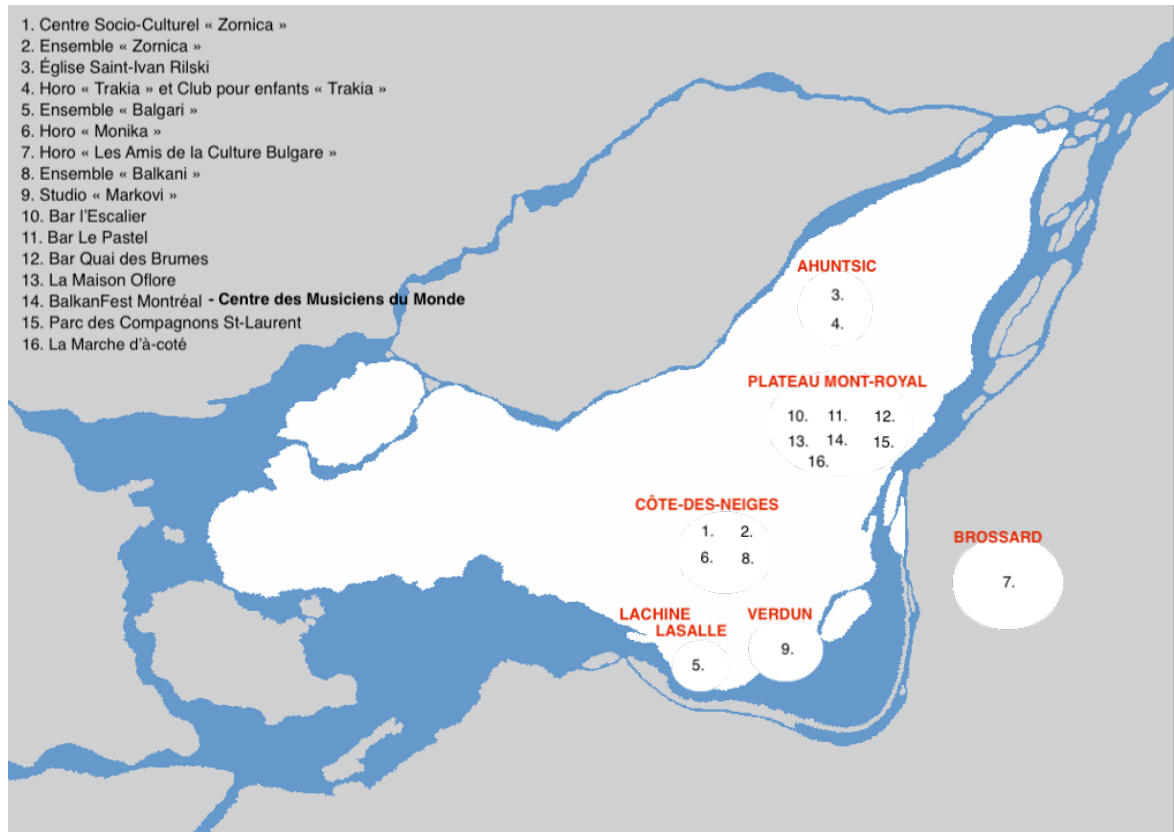 1. Centre Socio-Culturel « Zornica »
2. Ensemble « Zornica »
3. Église Saint-Ivan Rilski
4. Horo « Trakia » et Club pour enfants « Trakia »
5. Ensemble « Balgari »
6. Horo « Monika »
7. Horo « Les Amis de la Culture Bulgare »
8. Ensemble « Balkani »
9. Studio « Markovi »
10. Bar l'Escalier
11. Bar Le Pastel
12. Bar Quai des Brumes
13. La Maison Oflore
14. BalkanFest Montréal - Centre des Musiciens du Monde
15. Parc des Compagnons St-Laurent
16. La Marche d'à-coté
AHUNTSIC
3.
4.
PLATEAU MONT-ROYAL
10. 11. 12.
13. 14. 15.
16.
CÔTE-DES-NEIGES
1. 2.
6. 8.
BROSSARD
7.
LACHINE
LASALLE
5.
VERDUN
9.